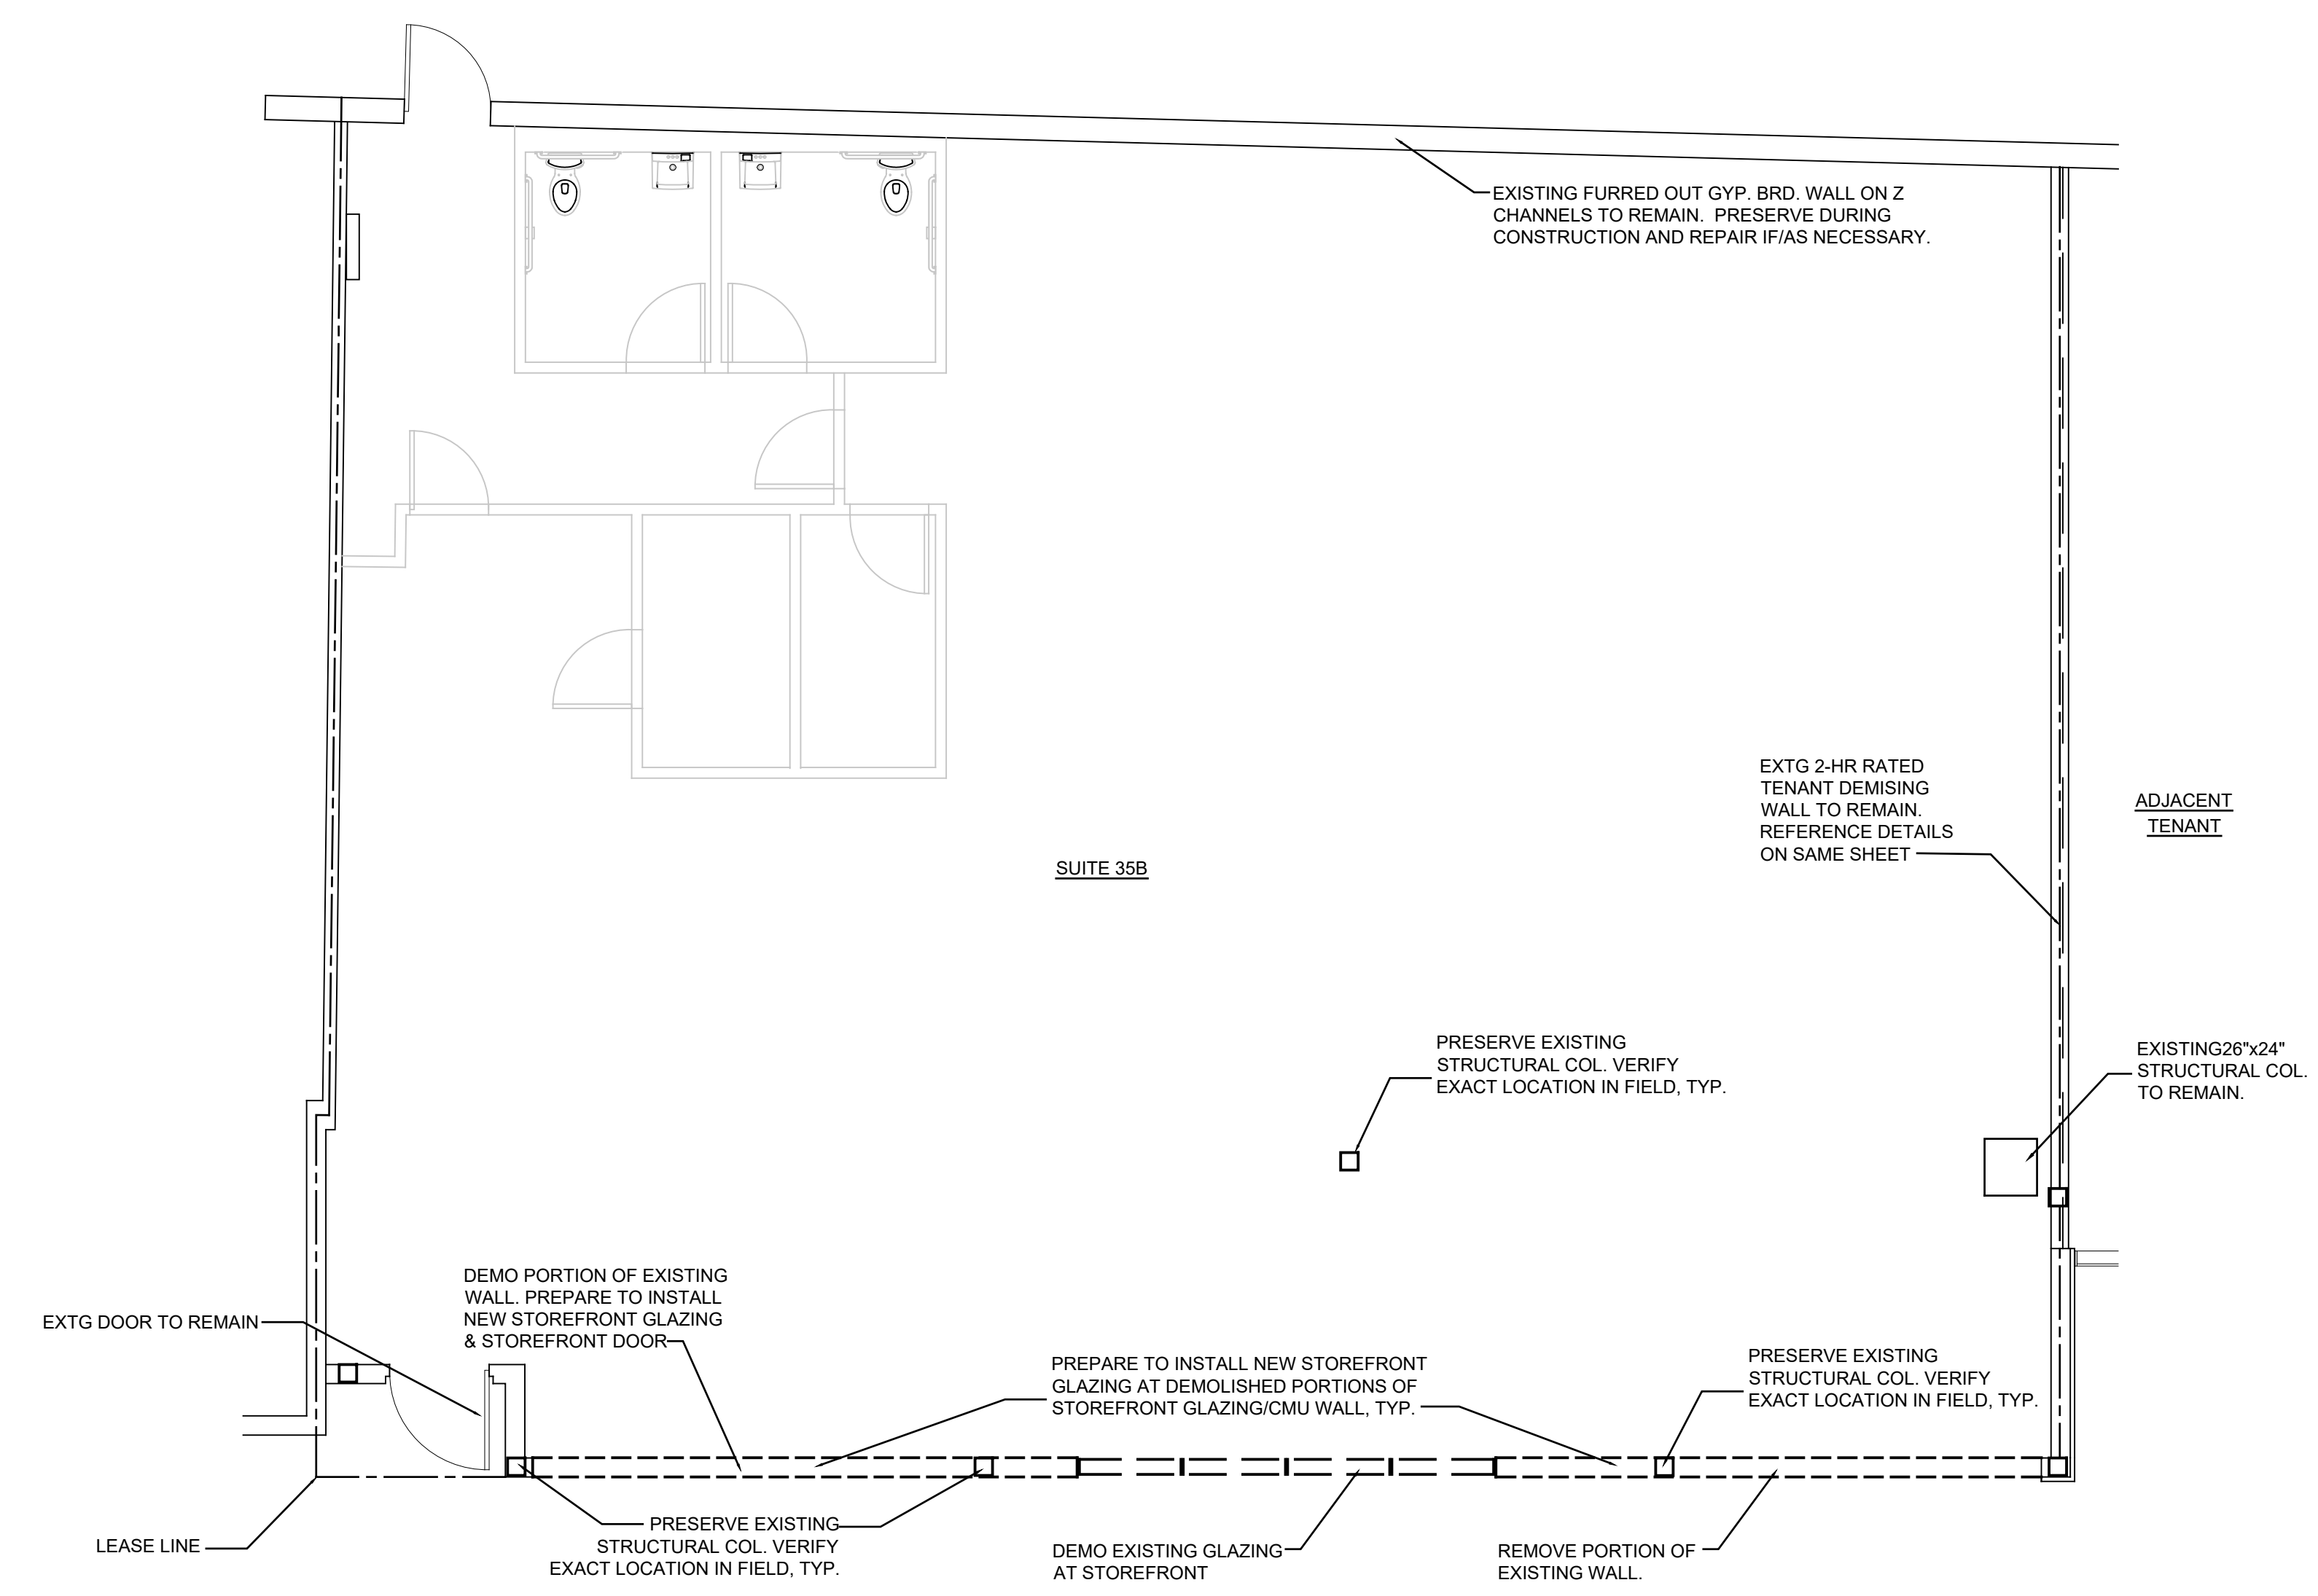 EXISTING FURRED OUT GYP. BRD. WALL ON Z
CHANNELS TO REMAIN. PRESERVE DURING
CONSTRUCTION AND REPAIR IF/AS NECESSARY.
EXTG 2-HR RATED
TENANT DEMISING
WALL TO REMAIN.
REFERENCE DETAILS
ON SAME SHEET
ADJACENT
TENANT
SUITE 35B
PRESERVE EXISTING
STRUCTURAL COL. VERIFY
EXACT LOCATION IN FIELD, TYP.
EXISTING26"x24"
STRUCTURAL COL.
TO REMAIN.
DEMO PORTION OF EXISTING
WALL. PREPARE TO INSTALL
NEW STOREFRONT GLAZING
& STOREFRONT DOOR
EXTG DOOR TO REMAIN
PREPARE TO INSTALL NEW STOREFRONT
GLAZING AT DEMOLISHED PORTIONS OF
STOREFRONT GLAZING/CMU WALL, TYP.
PRESERVE EXISTING
STRUCTURAL COL. VERIFY
EXACT LOCATION IN FIELD, TYP.
LEASE LINE
PRESERVE EXISTING
STRUCTURAL COL. VERIFY
EXACT LOCATION IN FIELD, TYP.
DEMO EXISTING GLAZING
AT STOREFRONT
REMOVE PORTION OF
EXISTING WALL.